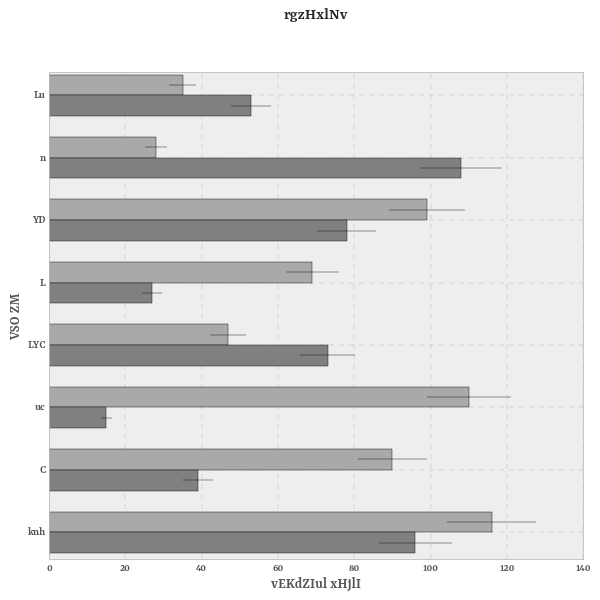 rgzHxlNv
Lu
n
YD
L
LYC
uc
C
knh
VSO ZM
0 20 40 60 80 100 120 140
vEKdZIul xHjlI